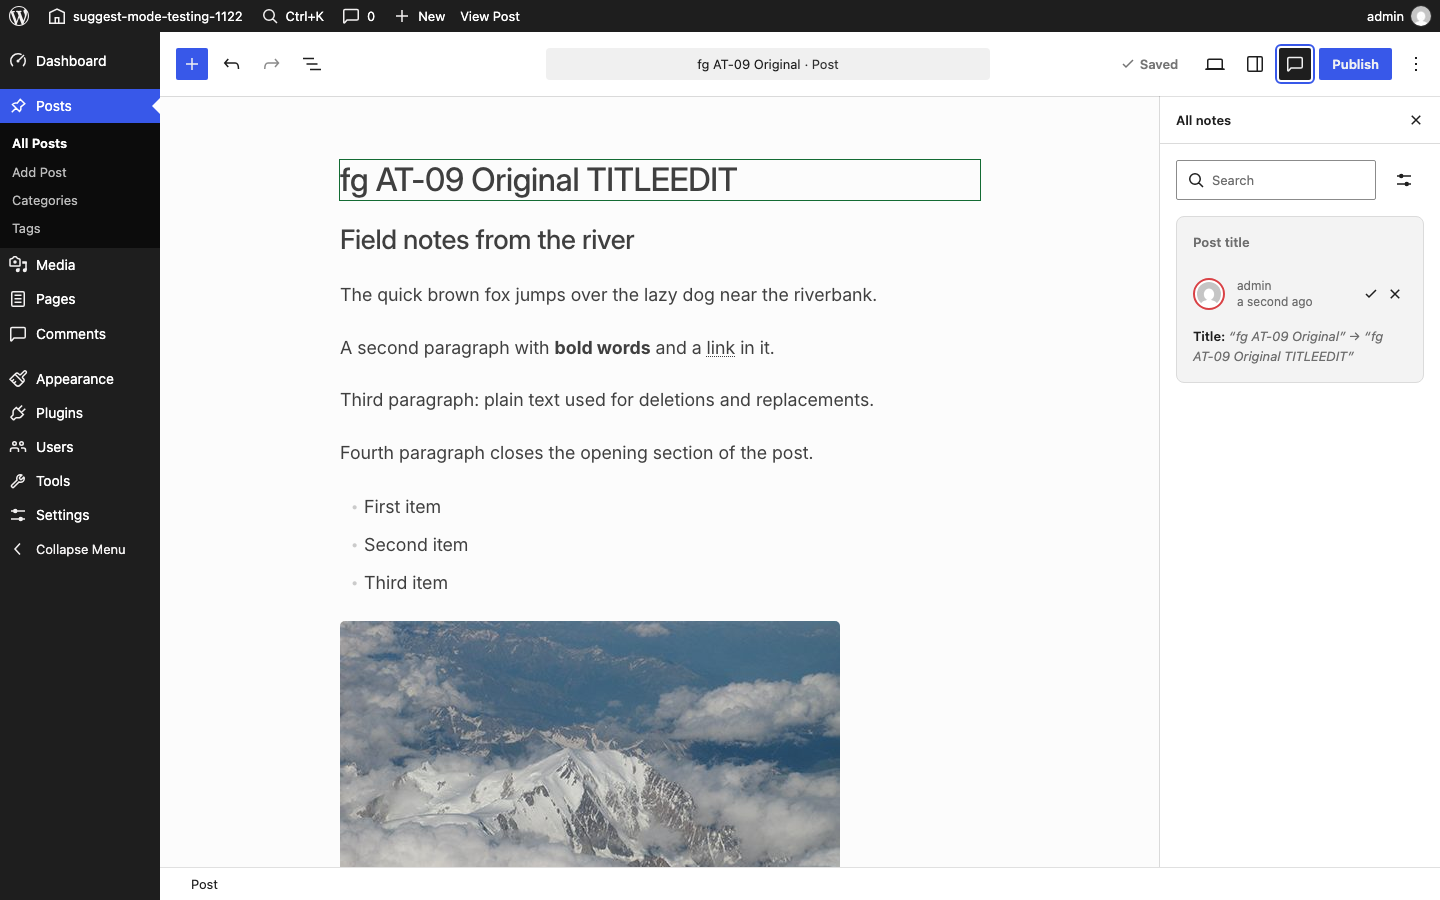 suggest-mode-testing-1122
Ctrl+K
0
New
View Post
admin
Dashboard
Posts
All Posts
Add Post
Categories
Tags
Media
Pages
Comments
Appearance
Plugins
Users
Tools
Settings
Collapse Menu
fg AT-09 Original · Post
Saved
Publish
fg AT-09 Original TITLEEDIT
Field notes from the river
The quick brown fox jumps over the lazy dog near the riverbank.
A second paragraph with bold words and a link in it.
Third paragraph: plain text used for deletions and replacements.
Fourth paragraph closes the opening section of the post.
First item
Second item
Third item
All notes
Search
Post title
admin
a second ago
Title: “fg AT-09 Original” → “fg
AT-09 Original TITLEEDIT”
Post